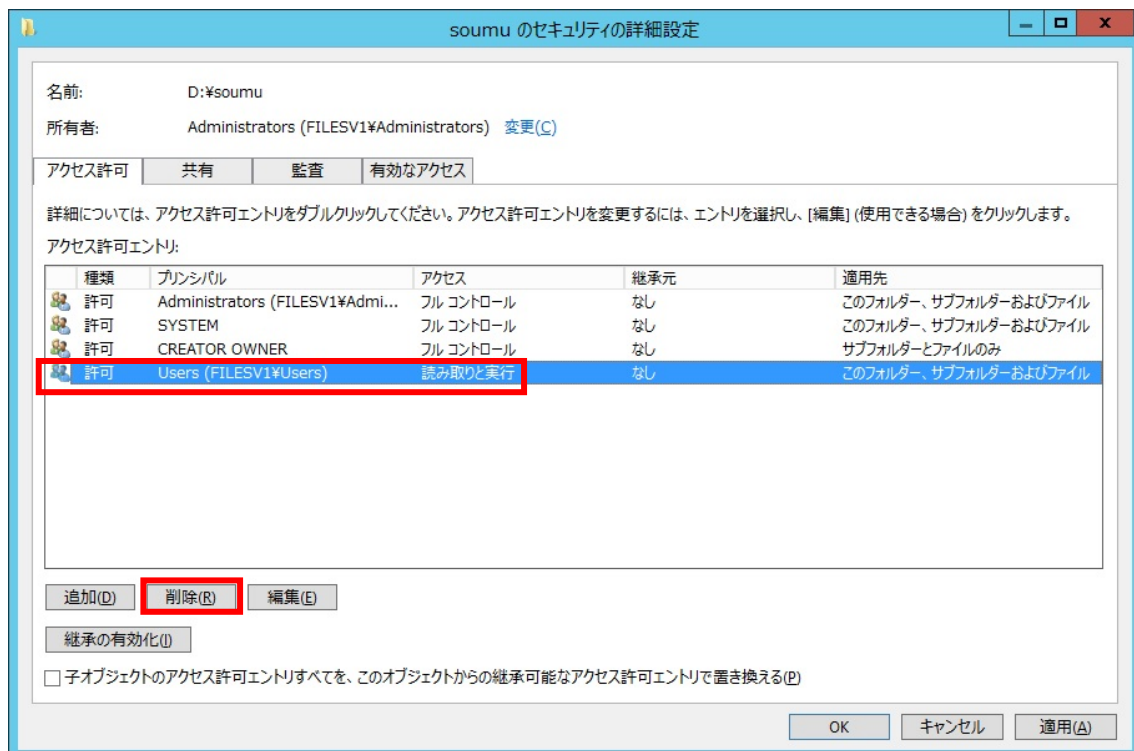 soumu のセキュリティの詳細設定
名前: D:¥soumu
所有者: Administrators (FILESV1¥Administrators) 変更(C)
アクセス許可 共有 監査 有効なアクセス
詳細については、アクセス許可エントリをダブルクリックしてください。アクセス許可エントリを変更するには、エントリを選択し、[編集] (使用できる場合) をクリックします。
アクセス許可エントリ:
種類 プリンシパル アクセス 継承元 適用先
許可 Administrators (FILESV1¥Admi... フル コントロール なし このフォルダー、サブフォルダーおよびファイル
許可 SYSTEM フル コントロール なし このフォルダー、サブフォルダーおよびファイル
許可 CREATOR OWNER フル コントロール なし サブフォルダーとファイルのみ
許可 Users (FILESV1¥Users) 読み取りと実行 なし このフォルダー、サブフォルダーおよびファイル
追加(D) 削除(R) 編集(E)
継承の有効化(I)
子オブジェクトのアクセス許可エントリすべてを、このオブジェクトからの継承可能なアクセス許可エントリで置き換える(P)
OK キャンセル 適用(A)